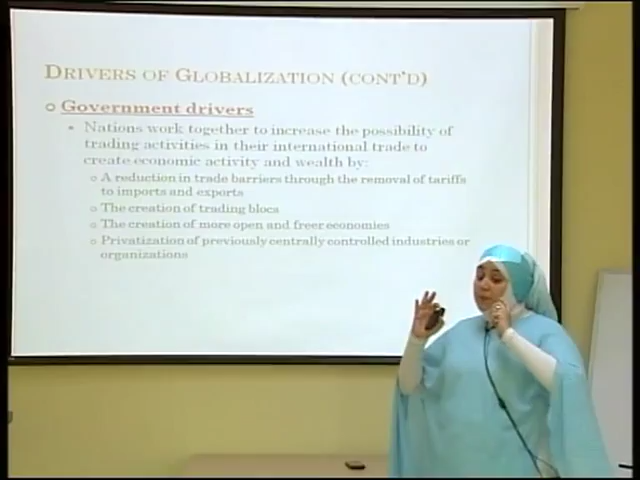 DRIVERS OF GLOBALIZATION (CONT'D)
Government drivers
Nations work together to increase the possibility of
trading activities in their international trade to
create economic activity and wealth by:
A reduction in trade barriers through the removal of tariffs
to imports and exports
The creation of trading blocs
The creation of more open and freer economies
Privatization of previously centrally controlled industries or
organizations